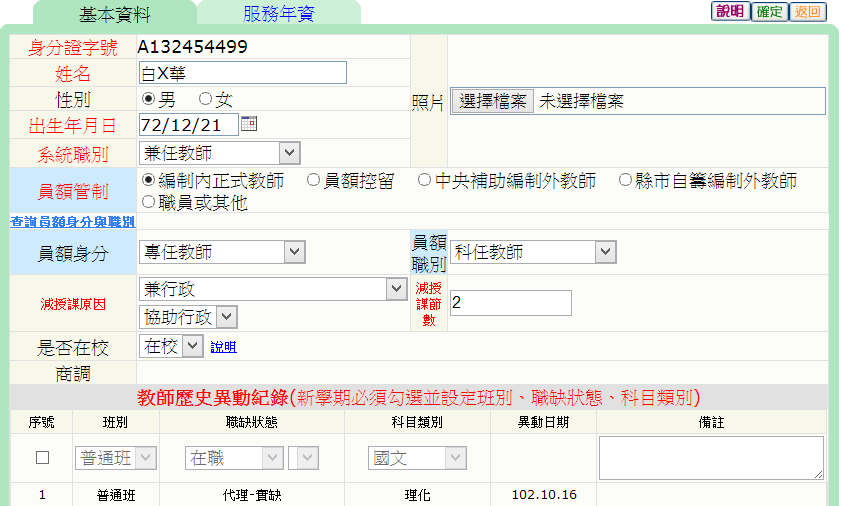 基本資料 服務年資 說明 確定 返回
身分證字號 A132454499
姓名 白X華
性別 男 女
照片 選擇檔案 未選擇檔案
出生年月日 72/12/21
系統職別 兼任教師
員額管制 編制內正式教師 員額控留 中央補助編制外教師 縣市自籌編制外教師
職員或其他
查詢員額身分與職別
員額身分 專任教師 員額職別 科任教師
減授課原因 兼行政 減授課節數 2
協助行政
是否在校 在校 說明
商調
教師歷史異動紀錄(新學期必須勾選並設定班別、職缺狀態、科目類別)
序號 班別 職缺狀態 科目類別 異動日期 備註
普通班 在職 國文
1 普通班 代理-實缺 理化 102.10.16